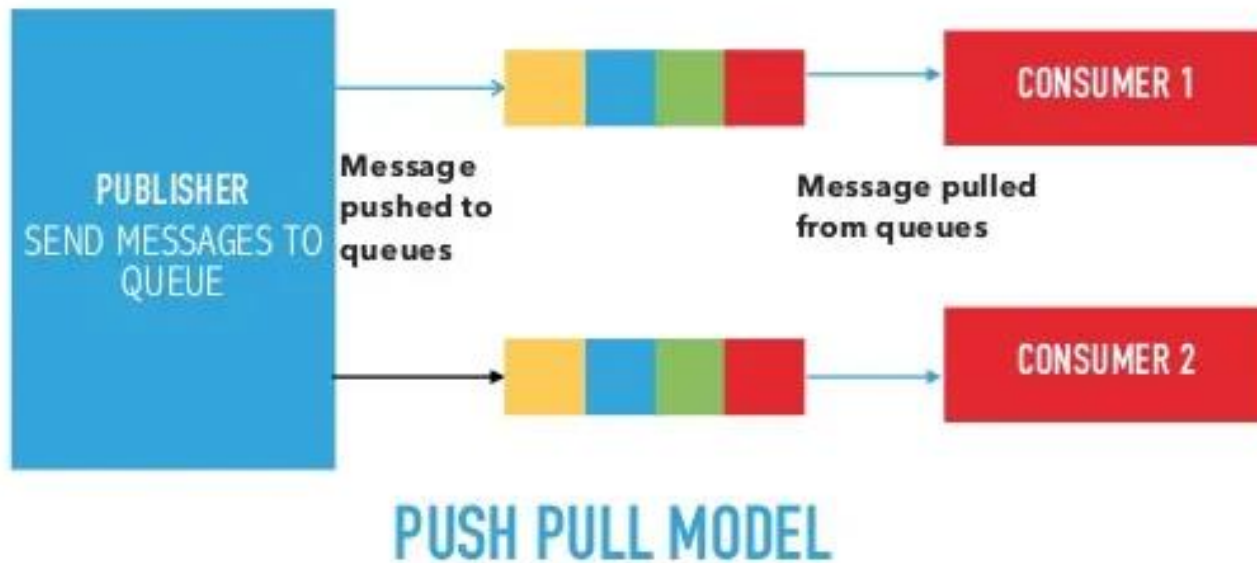 PUBLISHER
SEND MESSAGES TO
QUEUE
Message
pushed to
queues
CONSUMER 1
Message pulled
from queues
CONSUMER 2
PUSH PULL MODEL